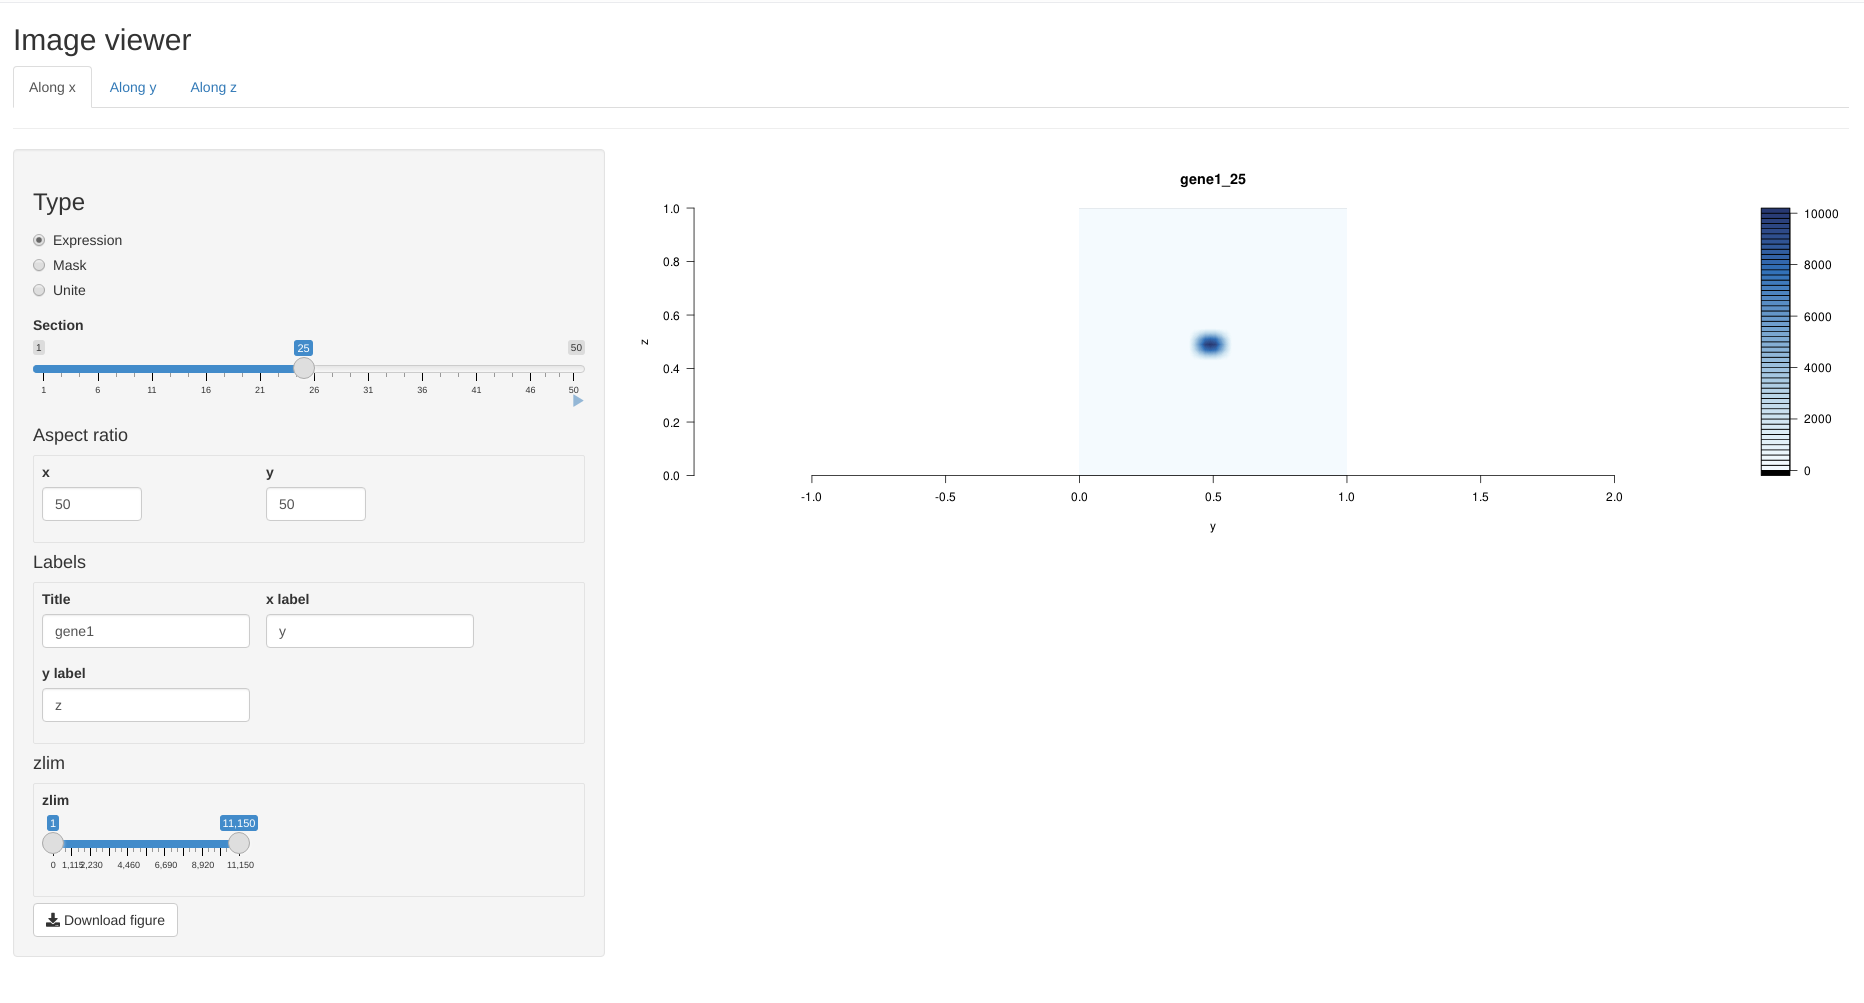 Image viewer
Along x Along y Along z
Type
Expression
Mask
Unite
Section
1 25 50
1 6 11 16 21 26 31 36 41 46 50
Aspect ratio
x y
50 50
Labels
Title x label
gene1 y
y label
z
zlim
zlim
1 11,150
0 1,115 2,230 4,460 6,690 8,920 11,150
Download figure
gene1_25
1.0
0.8
0.6
0.4
0.2
0.0
z
-1.0 -0.5 0.0 0.5 1.0 1.5 2.0
y
10000
8000
6000
4000
2000
0